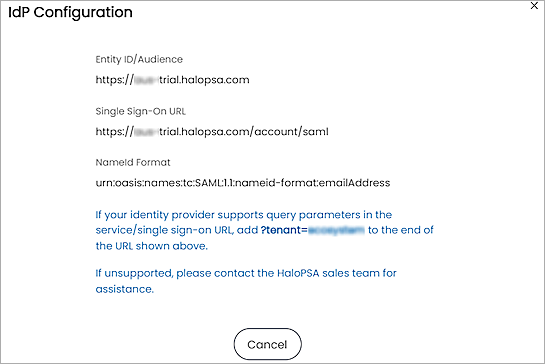 IdP Configuration
Entity ID/Audience
https:// trial.halopsa.com
Single Sign-On URL
https:// trial.halopsa.com/account/saml
NameId Format
urn:oasis:names:tc:SAML:1.1:nameid-format:emailAddress
If your identity provider supports query parameters in the
service/single sign-on URL, add ?tenant= to the end of
the URL shown above.
If unsupported, please contact the HaloPSA sales team for
assistance.
Cancel